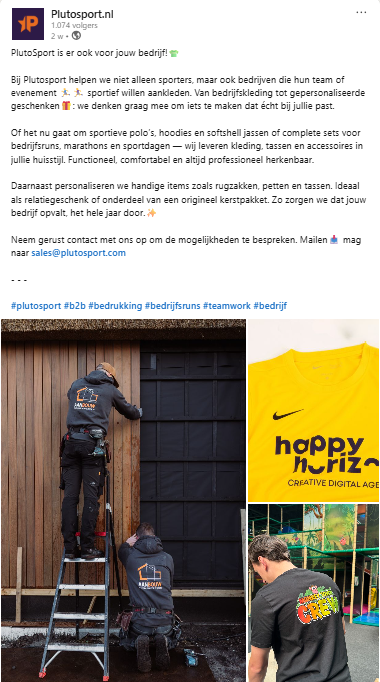 Plutosport.nl
1.074 volgers
2 w •
PlutoSport is er ook voor jouw bedrijf!
Bij Plutosport helpen we niet alleen sporters, maar ook bedrijven die hun team of
evenement 🏃🏃 sportief willen aankleden. Van bedrijfskleding tot gepersonaliseerde
geschenken 🎁: we denken graag mee om iets te maken dat écht bij jullie past.
Of het nu gaat om sportieve polo's, hoodies en softshell jassen of complete sets voor
bedrijfsruns, marathons en sportdagen — wij leveren kleding, tassen en accessoires in
jullie huisstijl. Functioneel, comfortabel en altijd professioneel herkenbaar.
Daarnaast personaliseren we handige items zoals rugzakken, petten en tassen. Ideaal
als relatiegeschenk of onderdeel van een origineel kerstpakket. Zo zorgen we dat jouw
bedrijf opvalt, het hele jaar door.✨
Neem gerust contact met ons op om de mogelijkheden te bespreken. Mailen📩 mag
naar sales@plutosport.com
- - -
#plutosport #b2b #bedrukking #bedrijfsruns #teamwork #bedrijf
happy
horizo
CREATIVE DIGITAL AGE
HANBOUW
HANBOUW
CREW